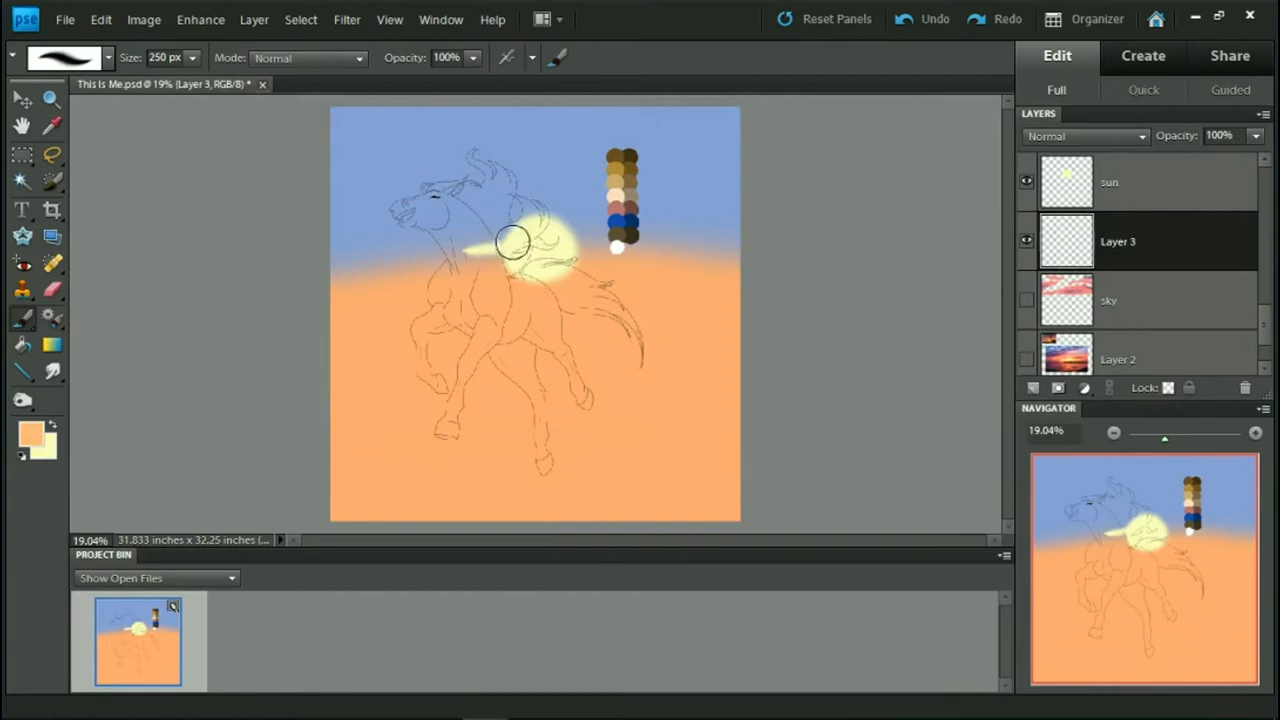 pse File Edit Image Enhance Layer Select Filter View Window Help Reset Panels Undo Redo Organizer
Size: 250 px Mode: Normal Opacity: 100%
Edit Create Share
This Is Me.psd @ 19% (Layer 3, RGB/8) *
Full Quick Guided
LAYERS
Normal Opacity: 100%
sun
Layer 3
sky
Layer 2
Lock:
NAVIGATOR
19.04%
19.04% 31.833 inches x 32.25 inches (...
PROJECT BIN
Show Open Files